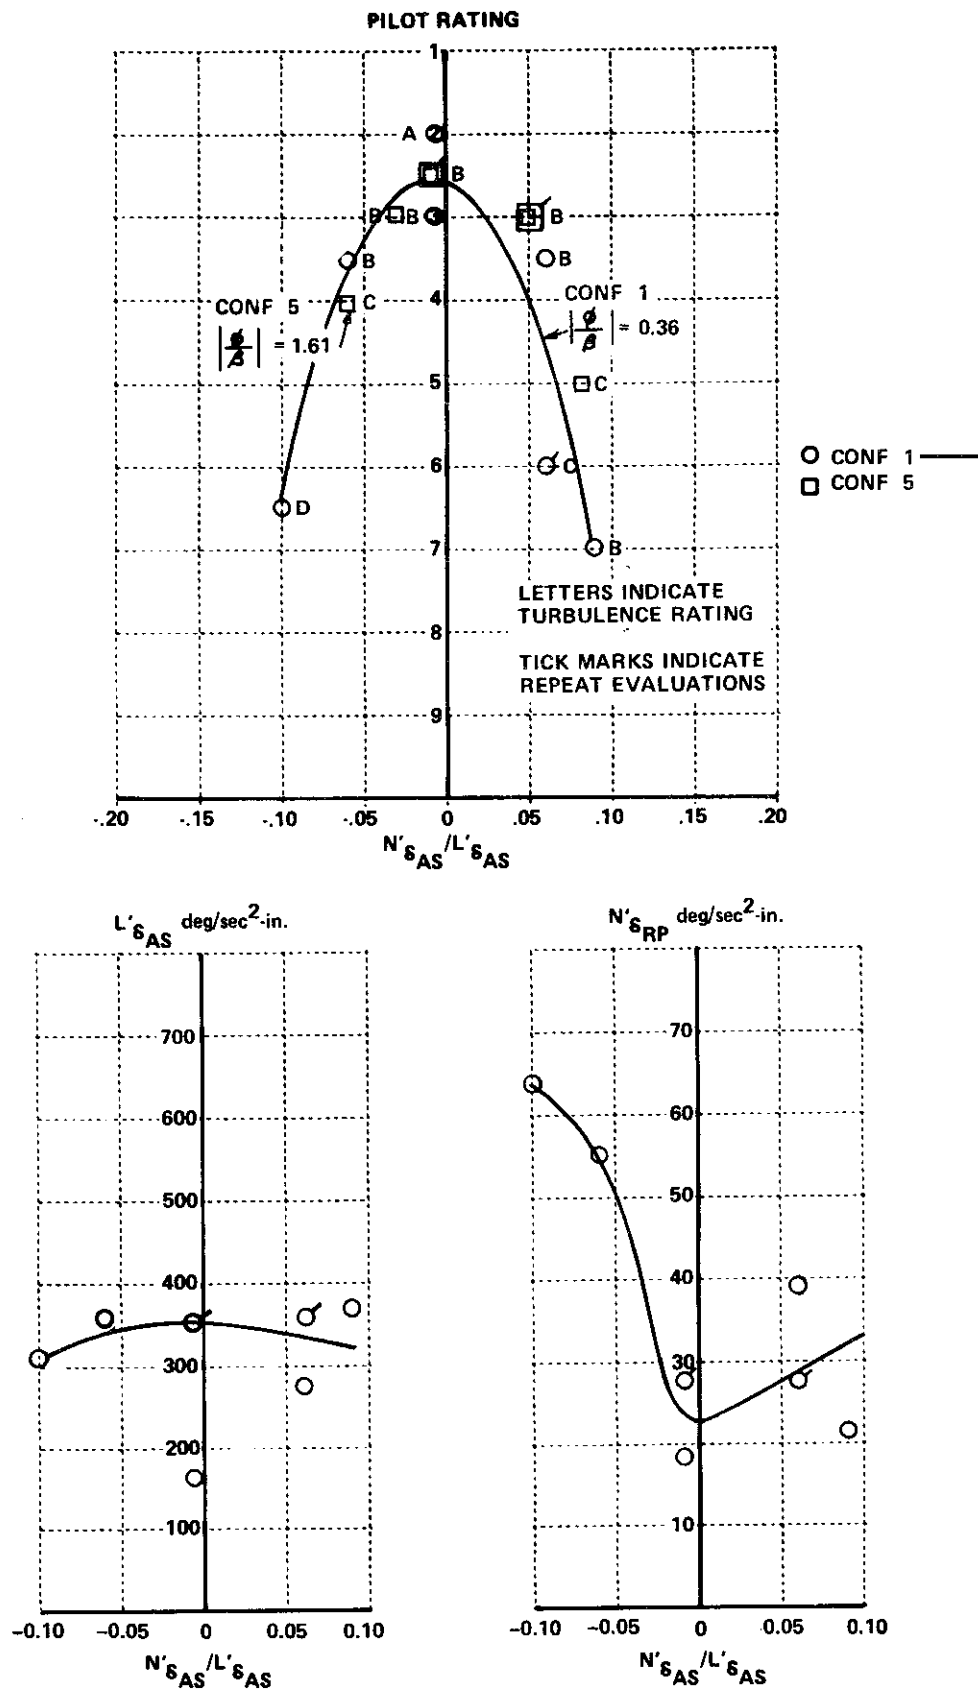 PILOT RATING
1
A
B
B B
B
B
B
4
C
C
5
6
C
D
7
B
8
9
CONF 5
|ϕ/β| = 1.61
CONF 1
|ϕ/β| = 0.36
○ CONF 1
□ CONF 5
LETTERS INDICATE
TURBULENCE RATING
TICK MARKS INDICATE
REPEAT EVALUATIONS
-.20 -.15 -.10 -.05 0 .05 .10 .15 .20
N'δAS/L'δAS
L'δAS deg/sec²-in.
700
600
500
400
300
200
100
-0.10 -0.05 0 0.05 0.10
N'δAS/L'δAS
N'δRP deg/sec²-in.
70
60
50
40
30
20
10
-0.10 -0.05 0 0.05 0.10
N'δAS/L'δAS